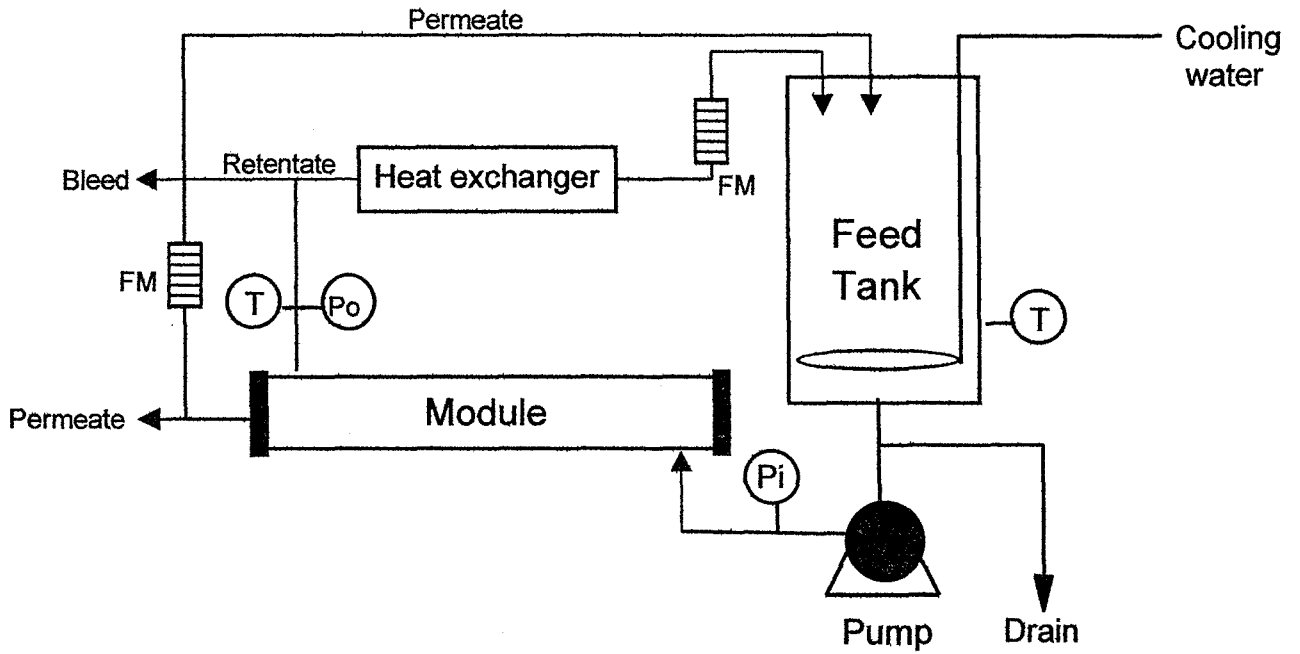 Permeate
Cooling
water
Retentate
Heat exchanger
Bleed
FM
Feed
Tank
FM
T
Po
T
Permeate
Module
Pi
Pump
Drain